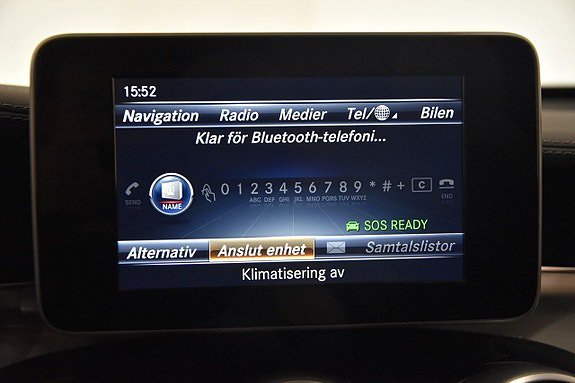 15:52
Navigation Radio Medier Tel/ Bilen
Klar för Bluetooth-telefoni...
SEND NAME 0 1 2 3 4 5 6 7 8 9 * # + C END
ABC DEF GHI JKL MNO PQRS TUV WXYZ
SOS READY
Alternativ Anslut enhet Samtalslistor
Klimatisering av